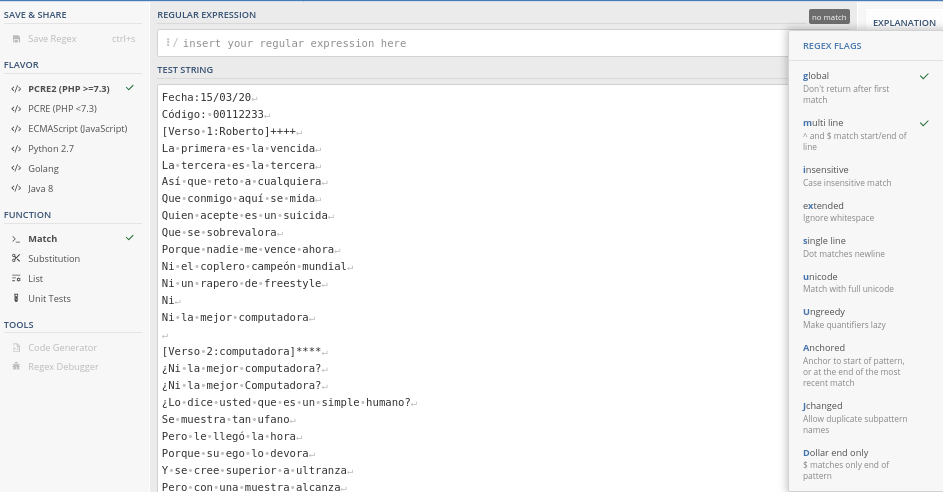 SAVE & SHARE
Save Regex ctrl+s
FLAVOR
PCRE2 (PHP >=7.3)
PCRE (PHP <7.3)
ECMAScript (JavaScript)
Python 2.7
Golang
Java 8
FUNCTION
Match
Substitution
List
Unit Tests
TOOLS
Code Generator
Regex Debugger
REGULAR EXPRESSION
no match
/ insert your regular expression here
TEST STRING
Fecha:15/03/20
Código: 00112233
[Verso 1:Roberto]++++
La primera es la vencida
La tercera es la tercera
Así que reto a cualquiera
Que conmigo aquí se mida
Quien acepte es un suicida
Que se sobrevalora
Porque nadie me vence ahora
Ni el coplero campeón mundial
Ni un rapero de freestyle
Ni
Ni la mejor computadora
[Verso 2:computadora]****
¿Ni la mejor computadora?
¿Ni la mejor Computadora?
¿Lo dice usted que es un simple humano?
Se muestra tan ufano
Pero le llegó la hora
Porque su ego lo devora
Y se cree superior a ultranza
Pero con una muestra alcanza
EXPLANATION
REGEX FLAGS
global
Don't return after first
match
multi line
^ and $ match start/end of
line
insensitive
Case insensitive match
extended
Ignore whitespace
single line
Dot matches newline
unicode
Match with full unicode
Ungreedy
Make quantifiers lazy
Anchored
Anchor to start of pattern,
or at the end of the most
recent match
Jchanged
Allow duplicate subpattern
names
Dollar end only
$ matches only end of
pattern